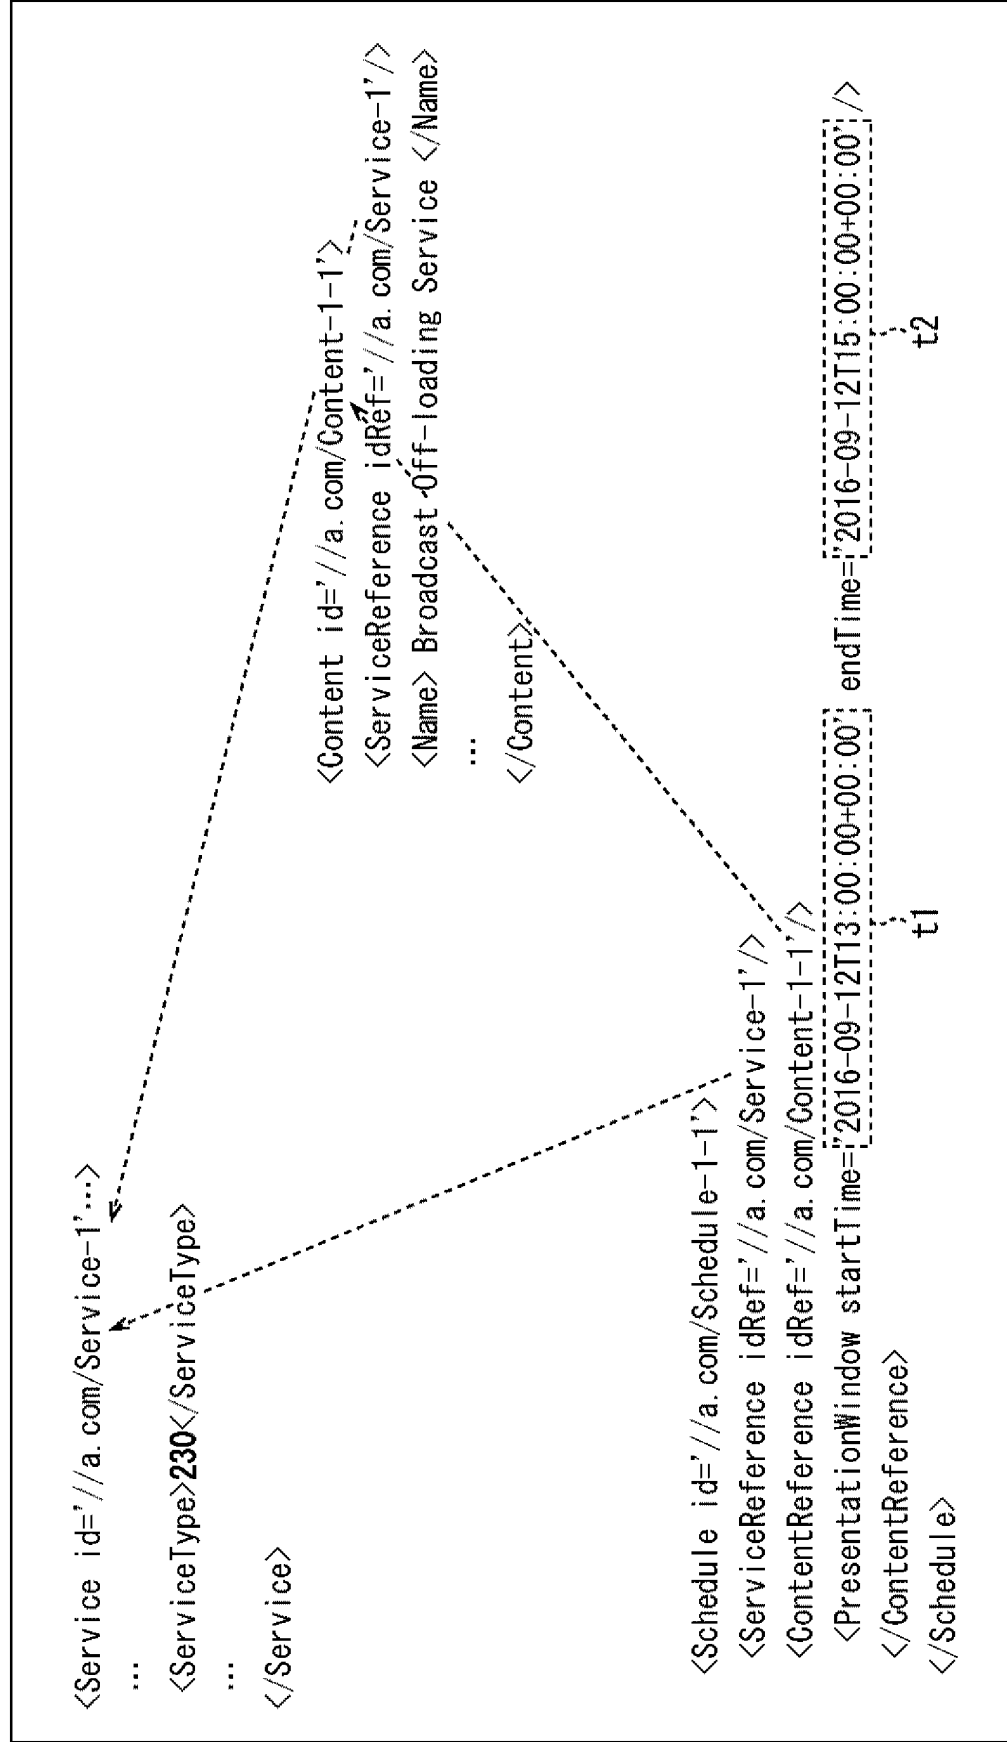 <Service id='//a.com/Service-1'...>
...
<ServiceType>230</ServiceType>
...
</Service>
<Content id='//a.com/Content-1-1'>
<ServiceReference idRef='//a.com/Service-1'/>
<Name> Broadcast Off-loading Service </Name>
...
</Content>
<Schedule id='//a.com/Schedule-1-1'>
<ServiceReference idRef='//a.com/Service-1'/>
<ContentReference idRef='//a.com/Content-1-1'/>
<PresentationWindow startTime='2016-09-12T13:00:00+00:00' endTime='2016-09-12T15:00:00+00:00' />
t1 t2
</ContentReference>
</Schedule>